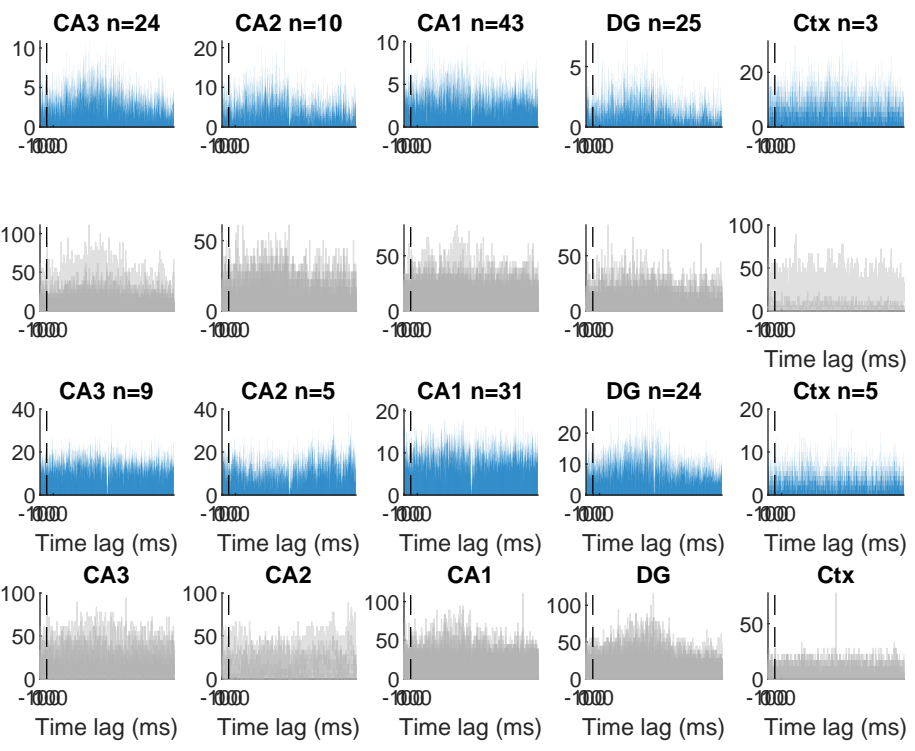 CA3 n=24 CA2 n=10 CA1 n=43 DG n=25 Ctx n=3
10 5 0 20 10 0 10 5 0 5 0 20 0
100 50 0 50 0 50 0 50 0 100 50 0
Time lag (ms)
CA3 n=9 CA2 n=5 CA1 n=31 DG n=24 Ctx n=5
40 20 0 40 20 0 20 10 0 20 10 0 10 0
Time lag (ms) Time lag (ms) Time lag (ms) Time lag (ms) Time lag (ms)
CA3 CA2 CA1 DG Ctx
100 50 0 100 50 0 100 50 0 100 50 0 50 0
Time lag (ms) Time lag (ms) Time lag (ms) Time lag (ms) Time lag (ms)